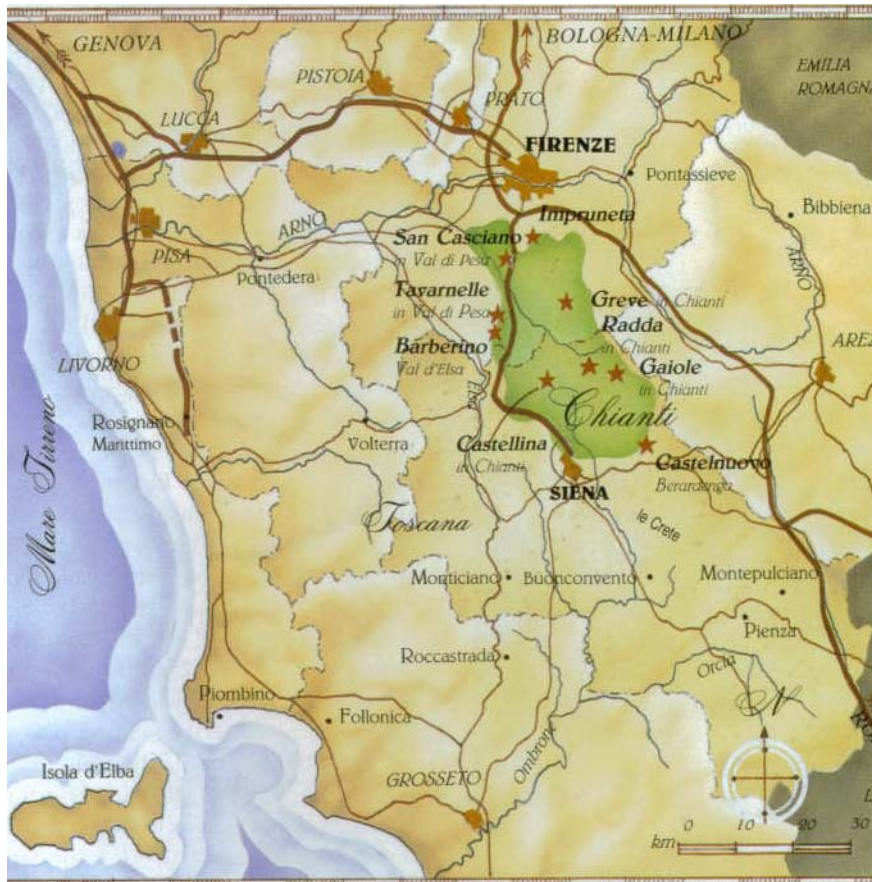 GENOVA
BOLOGNA-MILANO
EMILIA
ROMAGNA
PISTOIA
PRATO
LUCCA
FIRENZE
Pontassieve
Bibbiena
Impruneta
ARNO
ARNO
San Casciano
in Val di Pesa
PISA
Pontedera
Tavarnelle
in Val di Pesa
Greve in Chianti
Radda
in Chianti
Barberino
Val d'Elsa
Elsa
Gaiole
in Chianti
AREZ
LIVORNO
Chianti
Rosignano
Marittimo
Volterra
Castellina
in Chianti
Castelnuovo
Berardenga
SIENA
Mare Tirreno
Toscana
le Crete
Monticiano
Buonconvento
Montepulciano
Pienza
Roccastrada
Orcia
N
Piombino
Follonica
Ombrone
Isola d'Elba
GROSSETO
km 0 10 20 30